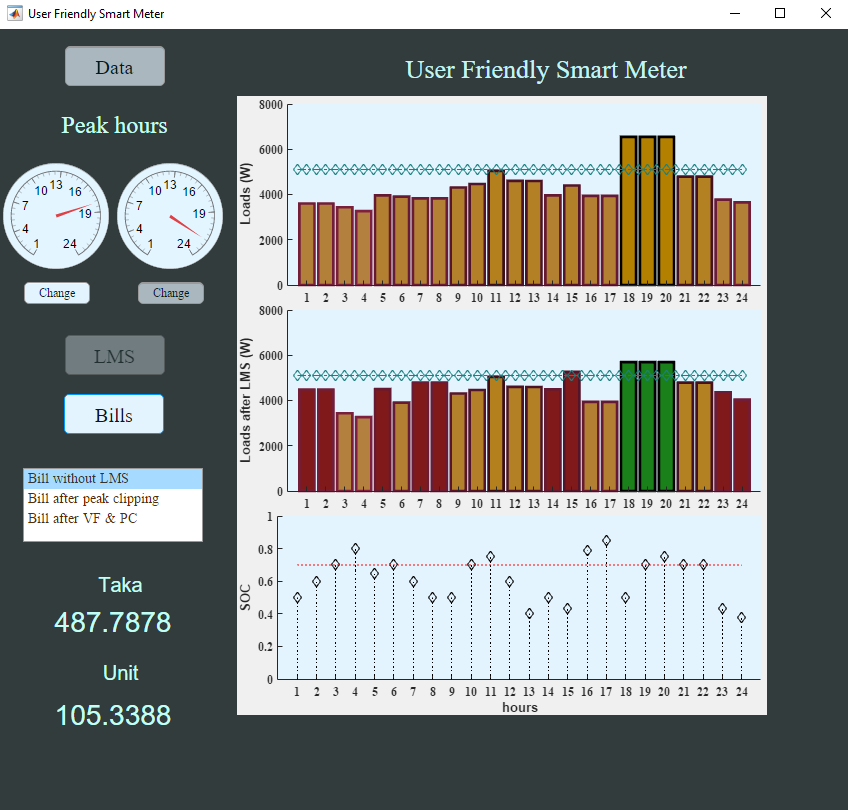 User Friendly Smart Meter
Data
User Friendly Smart Meter
Peak hours
1 4 7 10 13 16 19 24
1 4 7 10 13 16 19 24
Change
Change
LMS
Bills
Bill without LMS
Bill after peak clipping
Bill after VF & PC
Taka
487.7878
Unit
105.3388
Loads (W)
8000
6000
4000
2000
0
1 2 3 4 5 6 7 8 9 10 11 12 13 14 15 16 17 18 19 20 21 22 23 24
Loads after LMS (W)
8000
6000
4000
2000
0
1 2 3 4 5 6 7 8 9 10 11 12 13 14 15 16 17 18 19 20 21 22 23 24
SOC
1
0.8
0.6
0.4
0.2
0
1 2 3 4 5 6 7 8 9 10 11 12 13 14 15 16 17 18 19 20 21 22 23 24
hours